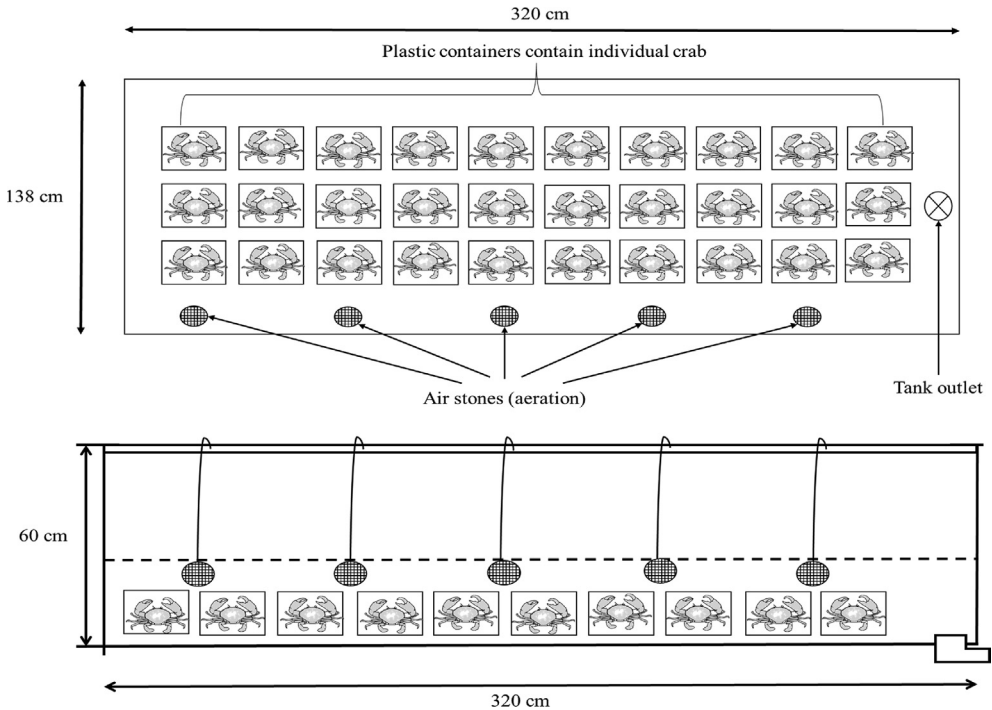 320 cm
Plastic containers contain individual crab
138 cm
Air stones (aeration)
Tank outlet
60 cm
320 cm